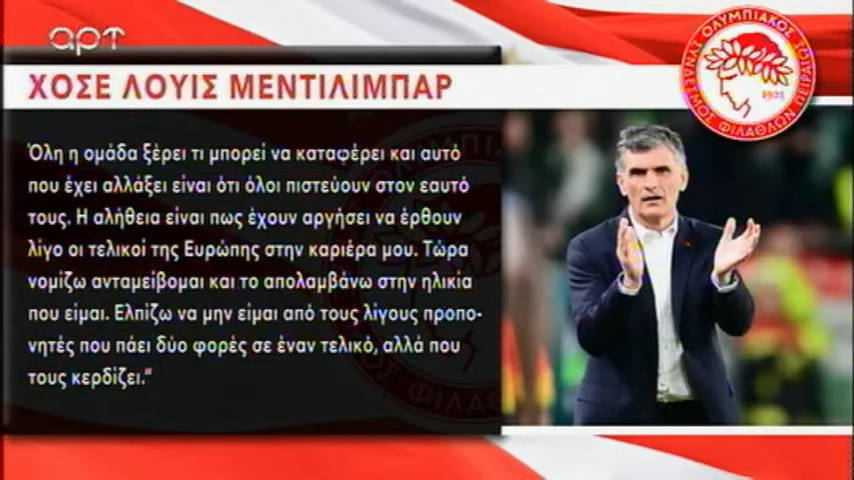 αρτ
ΧΟΣΕ ΛΟΥΙΣ ΜΕΝΤΙΛΙΜΠΑΡ
Όλη η ομάδα ξέρει τι μπορεί να καταφέρει και αυτό
που έχει αλλάξει είναι ότι όλοι πιστεύουν στον εαυτό
τους. Η αλήθεια είναι πως έχουν αργήσει να έρθουν
λίγο οι τελικοί της Ευρώπης στην καριέρα μου. Τώρα
νομίζω ανταμείβομαι και το απολαμβάνω στην ηλικία
που είμαι. Ελπίζω να μην είμαι από τους λίγους προπο-
νητές που πάει δύο φορές σε έναν τελικό, αλλά που
τους κερδίζει."
ΟΛΥΜΠΙΑΚΟΣ ΣΥΝΔΕΣΜΟΣ ΦΙΛΑΘΛΩΝ ΠΕΙΡΑΙΩΣ
1925